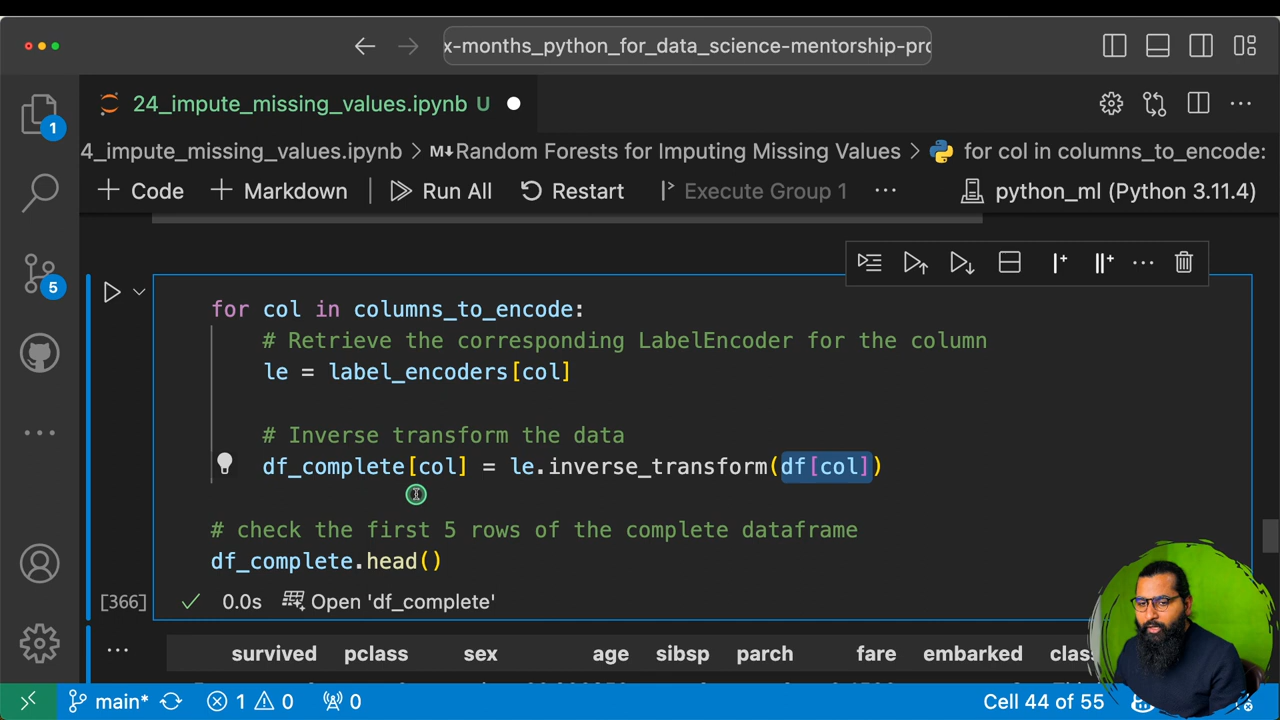 x-months_python_for_data_science-mentorship-pro
24_impute_missing_values.ipynb U
4_impute_missing_values.ipynb > M↓Random Forests for Imputing Missing Values > for col in columns_to_encode:
+ Code + Markdown | Run All Restart Execute Group 1 ··· python_ml (Python 3.11.4)
1
5
for col in columns_to_encode:
# Retrieve the corresponding LabelEncoder for the column
le = label_encoders[col]
# Inverse transform the data
df_complete[col] = le.inverse_transform(df[col])
# check the first 5 rows of the complete dataframe
df_complete.head()
[366] 0.0s Open 'df_complete'
survived pclass sex age sibsp parch fare embarked clas
main* 1 0 0 Cell 44 of 55